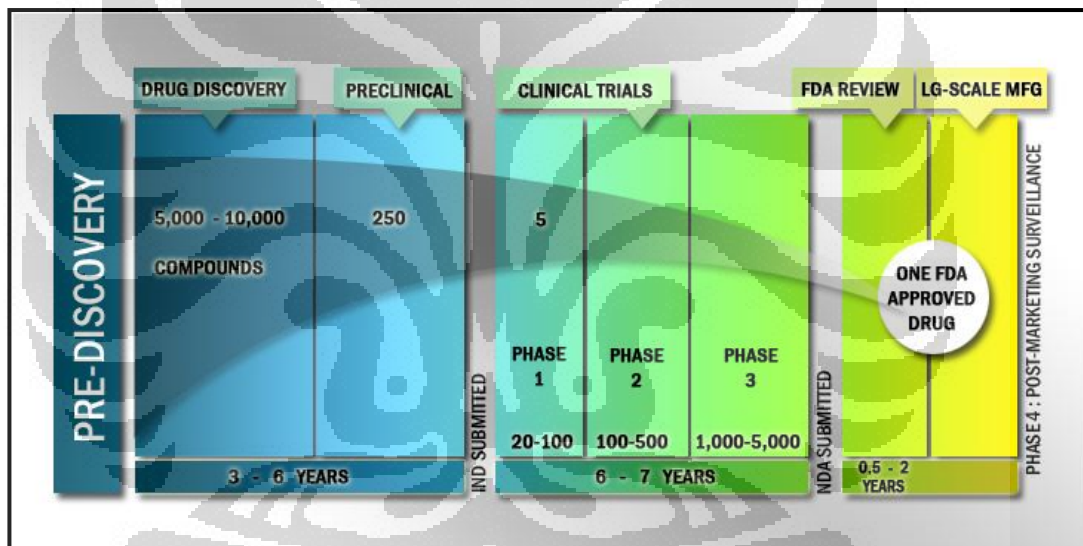 DRUG DISCOVERY
PRECLINICAL
CLINICAL TRIALS
FDA REVIEW
LG-SCALE MFG
PRE-DISCOVERY
5,000 - 10,000
COMPOUNDS
250
5
ONE FDA
APPROVED
DRUG
PHASE
1
PHASE
2
PHASE
3
20-100
100-500
1,000-5,000
IND SUBMITTED
NDA SUBMITTED
PHASE 4 : POST-MARKETING SURVEILLANCE
3 - 6 YEARS
6 - 7 YEARS
0,5 - 2
YEARS